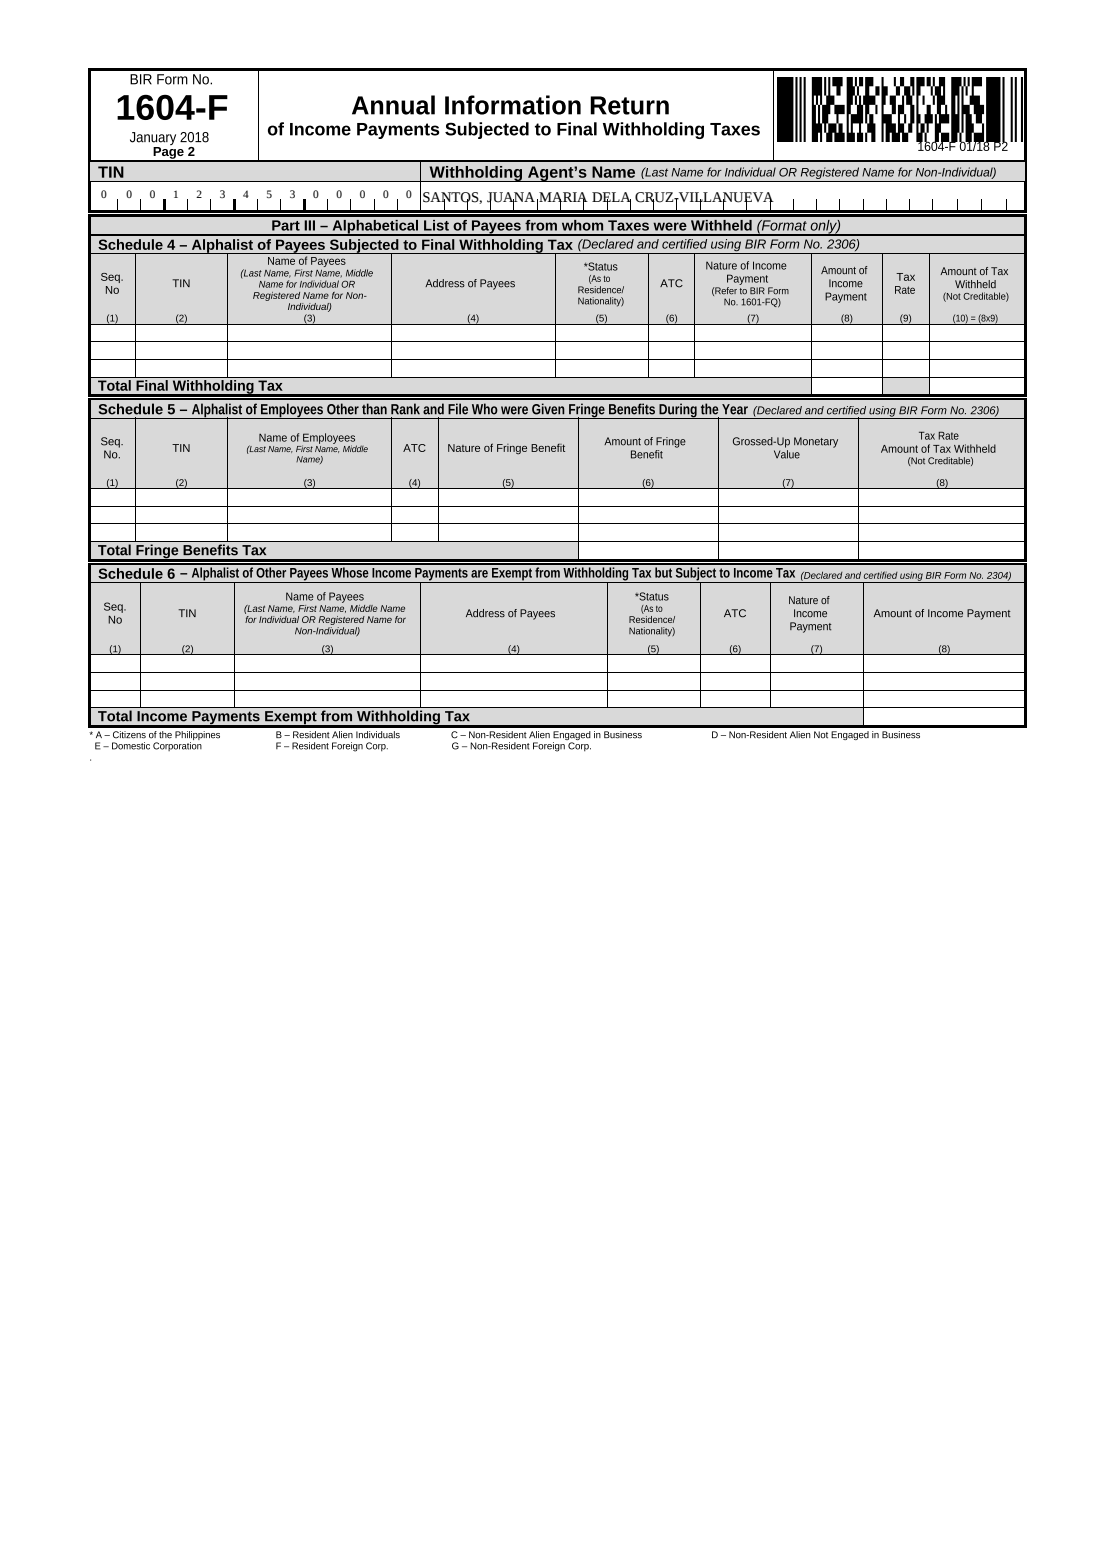 BIR Form No.
1604-F
January 2018
Page 2
Annual Information Return
of Income Payments Subjected to Final Withholding Taxes
1604-F 01/18 P2
TIN
Withholding Agent’s Name (Last Name for Individual OR Registered Name for Non-Individual)
0 0 0 1 2 3 4 5 3 0 0 0 0 0
SANTOS, JUANA MARIA DELA CRUZ-VILLANUEVA
Part III – Alphabetical List of Payees from whom Taxes were Withheld (Format only)
Schedule 4 – Alphalist of Payees Subjected to Final Withholding Tax (Declared and certified using BIR Form No. 2306)
Seq.
No
(1)
TIN
(2)
Name of Payees
(Last Name, First Name, Middle
Name for Individual OR
Registered Name for Non-
Individual)
(3)
Address of Payees
(4)
*Status
(As to
Residence/
Nationality)
(5)
ATC
(6)
Nature of Income
Payment
(Refer to BIR Form
No. 1601-FQ)
(7)
Amount of
Income
Payment
(8)
Tax
Rate
(9)
Amount of Tax
Withheld
(Not Creditable)
(10) = (8x9)
Total Final Withholding Tax
Schedule 5 – Alphalist of Employees Other than Rank and File Who were Given Fringe Benefits During the Year (Declared and certified using BIR Form No. 2306)
Seq.
No.
(1)
TIN
(2)
Name of Employees
(Last Name, First Name, Middle
Name)
(3)
ATC
(4)
Nature of Fringe Benefit
(5)
Amount of Fringe
Benefit
(6)
Grossed-Up Monetary
Value
(7)
Tax Rate
Amount of Tax Withheld
(Not Creditable)
(8)
Total Fringe Benefits Tax
Schedule 6 – Alphalist of Other Payees Whose Income Payments are Exempt from Withholding Tax but Subject to Income Tax (Declared and certified using BIR Form No. 2304)
Seq.
No
(1)
TIN
(2)
Name of Payees
(Last Name, First Name, Middle Name
for Individual OR Registered Name for
Non-Individual)
(3)
Address of Payees
(4)
*Status
(As to
Residence/
Nationality)
(5)
ATC
(6)
Nature of
Income
Payment
(7)
Amount of Income Payment
(8)
Total Income Payments Exempt from Withholding Tax
* A – Citizens of the Philippines B – Resident Alien Individuals C – Non-Resident Alien Engaged in Business D – Non-Resident Alien Not Engaged in Business
E – Domestic Corporation F – Resident Foreign Corp. G – Non-Resident Foreign Corp.
.